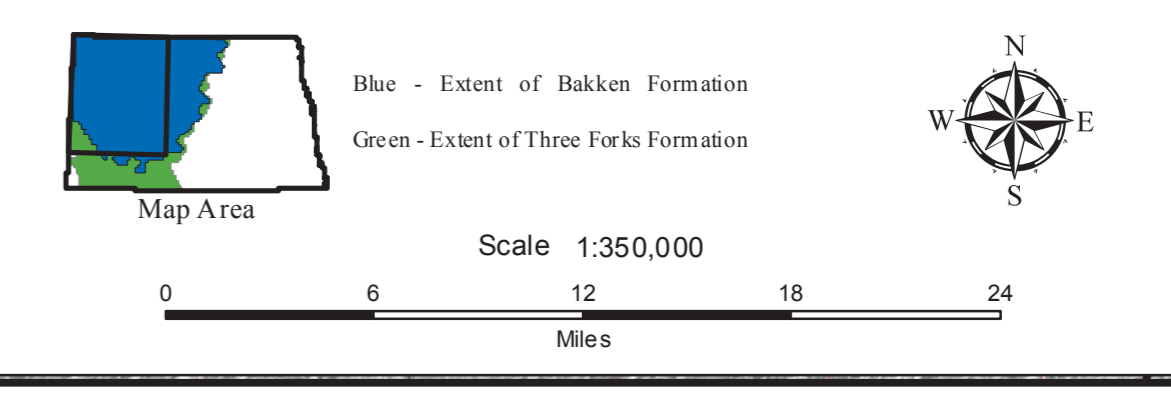 Blue - Extent of Bakken Formation
Green - Extent of Three Forks Formation
Map Area
N
W E
S
Scale 1:350,000
0 6 12 18 24
Miles